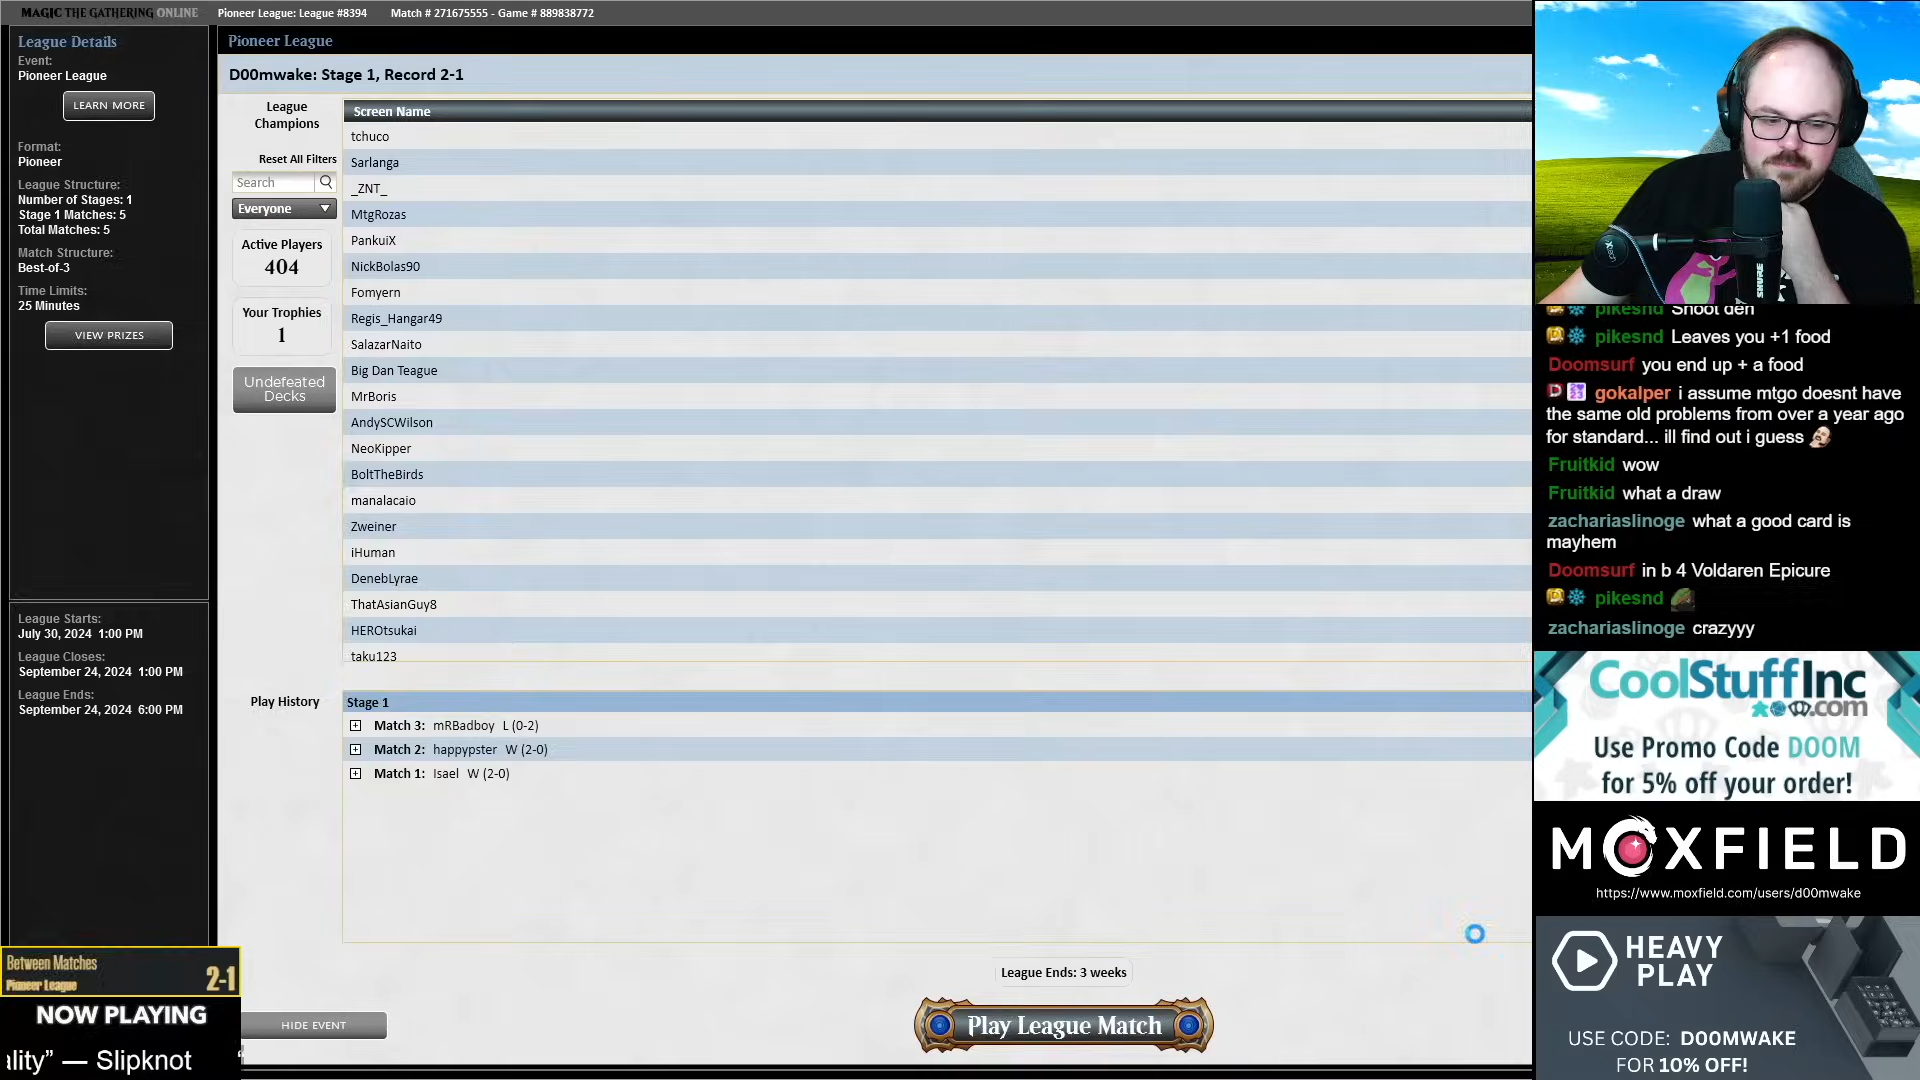 MAGIC THE GATHERING ONLINE
Pioneer League: League #8394
Match # 271675555 - Game # 889838772
League Details
Event:
Pioneer League
LEARN MORE
Format:
Pioneer
League Structure:
Number of Stages: 1
Stage 1 Matches: 5
Total Matches: 5
Match Structure:
Best-of-3
Time Limits:
25 Minutes
VIEW PRIZES
League Starts:
July 30, 2024 1:00 PM
League Closes:
September 24, 2024 1:00 PM
League Ends:
September 24, 2024 6:00 PM
Between Matches
Pioneer League
2-1
NOW PLAYING
ality” — Slipknot
Pioneer League
D00mwake: Stage 1, Record 2-1
League
Champions
Reset All Filters
Search
Everyone
Active Players
404
Your Trophies
1
Undefeated
Decks
Screen Name
tchuco
Sarlanga
_ZNT_
MtgRozas
PankuiX
NickBolas90
Fomyern
Regis_Hangar49
SalazarNaito
Big Dan Teague
MrBoris
AndySCWilson
NeoKipper
BoltTheBirds
manalacaio
Zweiner
iHuman
DenebLyrae
ThatAsianGuy8
HEROtsukai
taku123
Play History
Stage 1
Match 3: mRBadboy L (0-2)
Match 2: happypster W (2-0)
Match 1: Isael W (2-0)
League Ends: 3 weeks
HIDE EVENT
Play League Match
SHURE
pikesnd Shoot den
pikesnd Leaves you +1 food
Doomsurf you end up + a food
gokalper i assume mtgo doesnt have
the same old problems from over a year ago
for standard... ill find out i guess
Fruitkid wow
Fruitkid what a draw
zachariaslinoge what a good card is
mayhem
Doomsurf in b 4 Voldaren Epicure
pikesnd
zachariaslinoge crazyyy
CoolStuffInc
.com
Use Promo Code DOOM
for 5% off your order!
MOXFIELD
https://www.moxfield.com/users/d00mwake
HEAVY
PLAY
USE CODE: D00MWAKE
FOR 10% OFF!